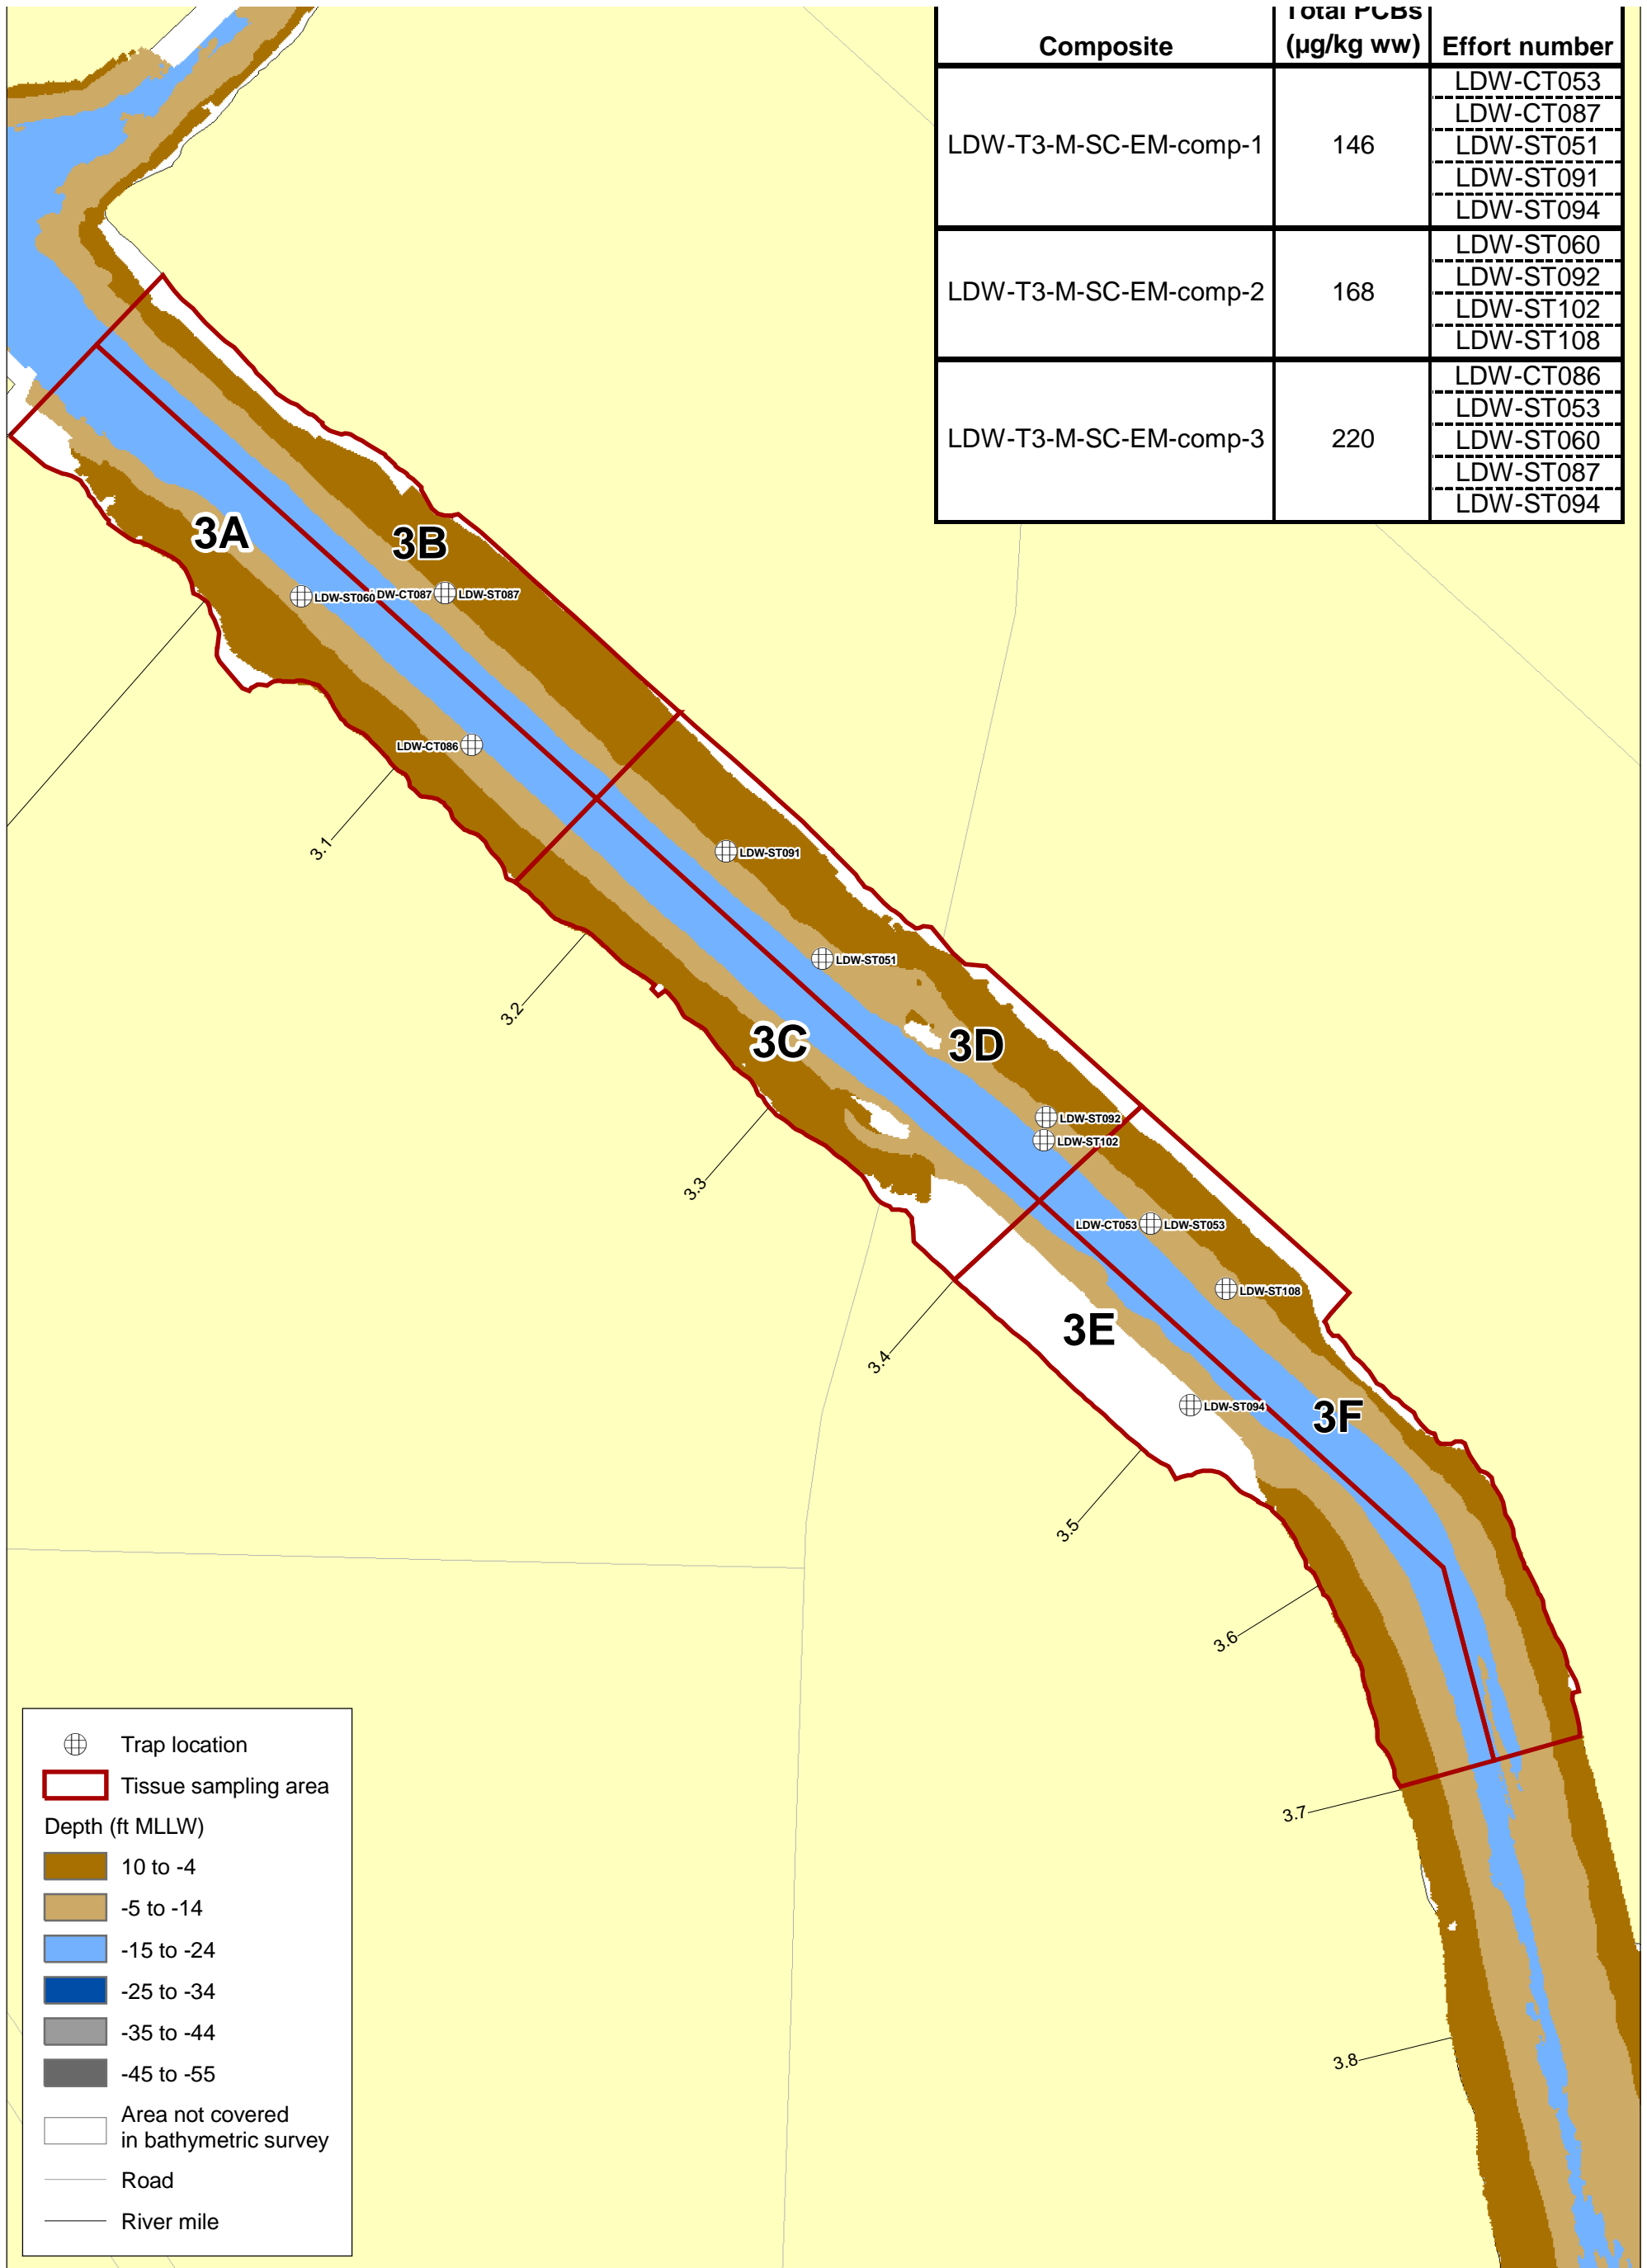 Total PCBs
Composite (µg/kg ww) Effort number
LDW-T3-M-SC-EM-comp-1 146
LDW-CT053
LDW-CT087
LDW-ST051
LDW-ST091
LDW-ST094
LDW-T3-M-SC-EM-comp-2 168
LDW-ST060
LDW-ST092
LDW-ST102
LDW-ST108
LDW-T3-M-SC-EM-comp-3 220
LDW-CT086
LDW-ST053
LDW-ST060
LDW-ST087
LDW-ST094
3A
3B
LDW-ST060
LDW-CT087
LDW-ST087
LDW-CT086
3.1
LDW-ST091
LDW-ST051
3.2
3C
3D
LDW-ST092
LDW-ST102
3.3
LDW-CT053
LDW-ST053
LDW-ST108
3E
3.4
LDW-ST094
3F
3.5
3.6
3.7
3.8
Trap location
Tissue sampling area
Depth (ft MLLW)
10 to -4
-5 to -14
-15 to -24
-25 to -34
-35 to -44
-45 to -55
Area not covered
in bathymetric survey
Road
River mile